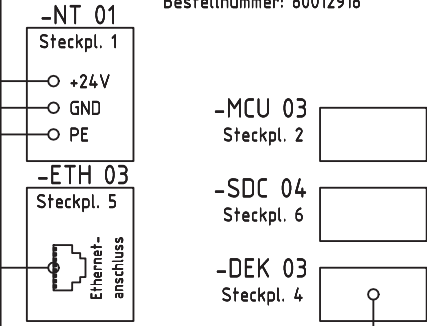 Bestellnummer: 60012916
-NT 01
Steckpl. 1
+24V
GND
PE
-MCU 03
Steckpl. 2
-ETH 03
Steckpl. 5
Ethernet-
anschluss
-SDC 04
Steckpl. 6
-DEK 03
Steckpl. 4